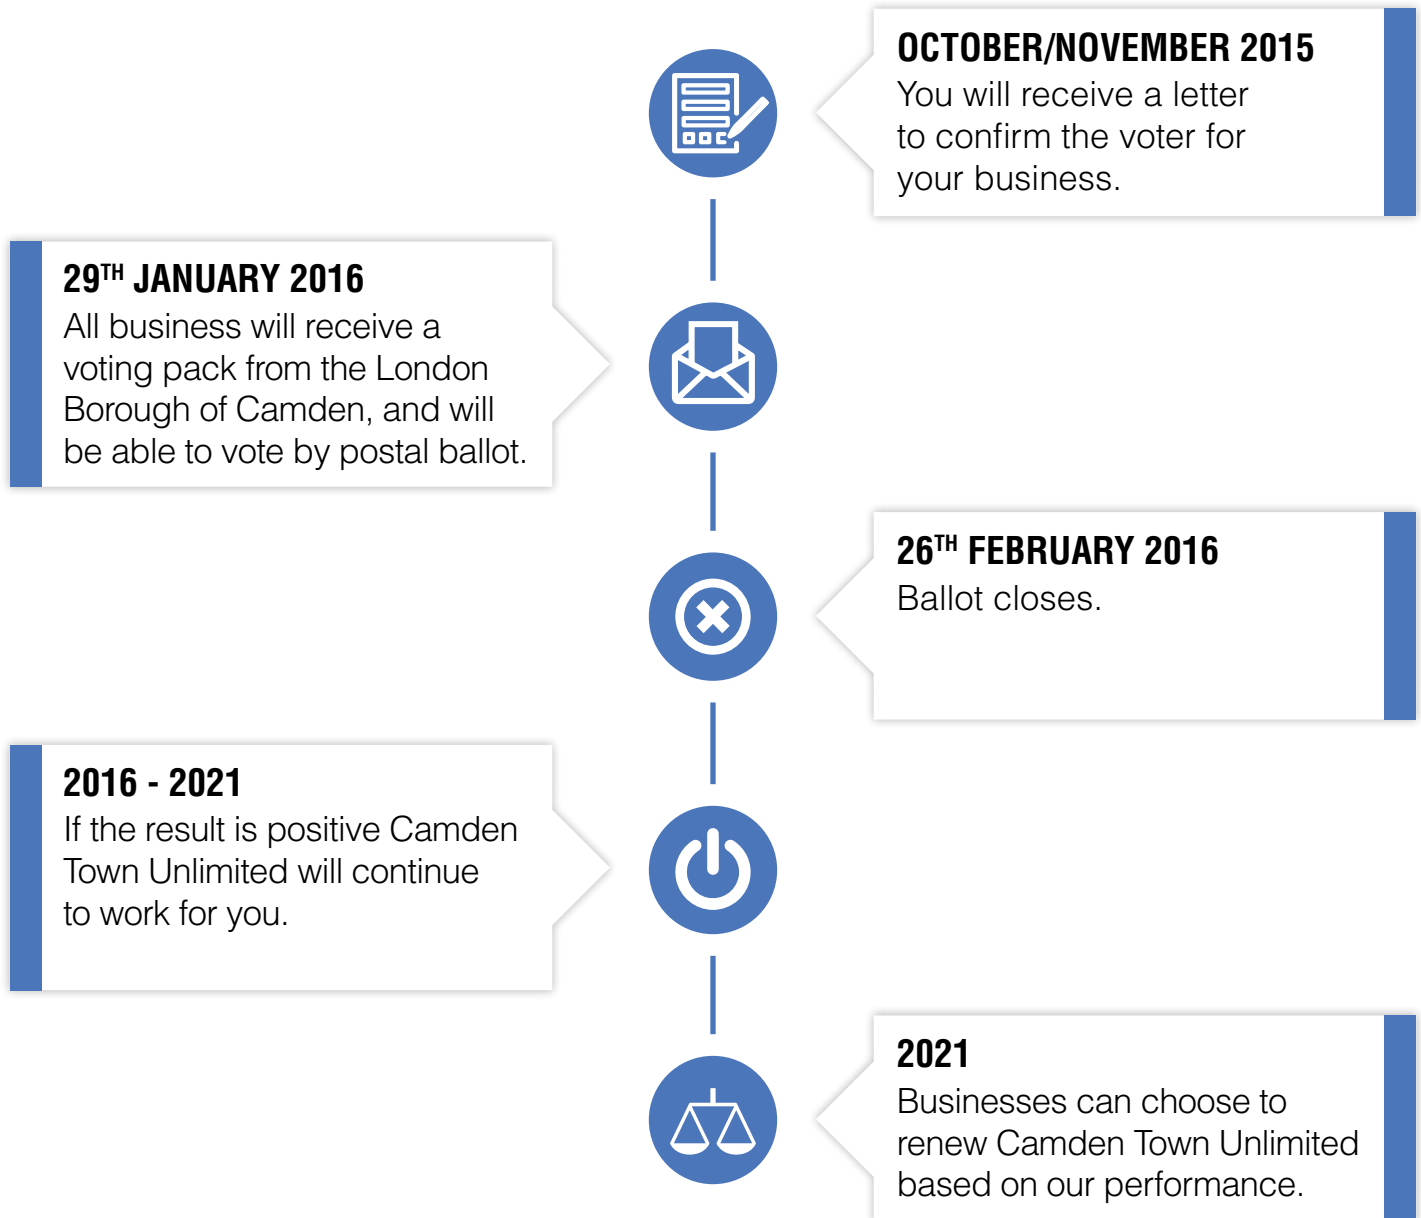 OCTOBER/NOVEMBER 2015
You will receive a letter
to confirm the voter for
your business.
29TH JANUARY 2016
All business will receive a
voting pack from the London
Borough of Camden, and will
be able to vote by postal ballot.
26TH FEBRUARY 2016
Ballot closes.
2016 - 2021
If the result is positive Camden
Town Unlimited will continue
to work for you.
2021
Businesses can choose to
renew Camden Town Unlimited
based on our performance.